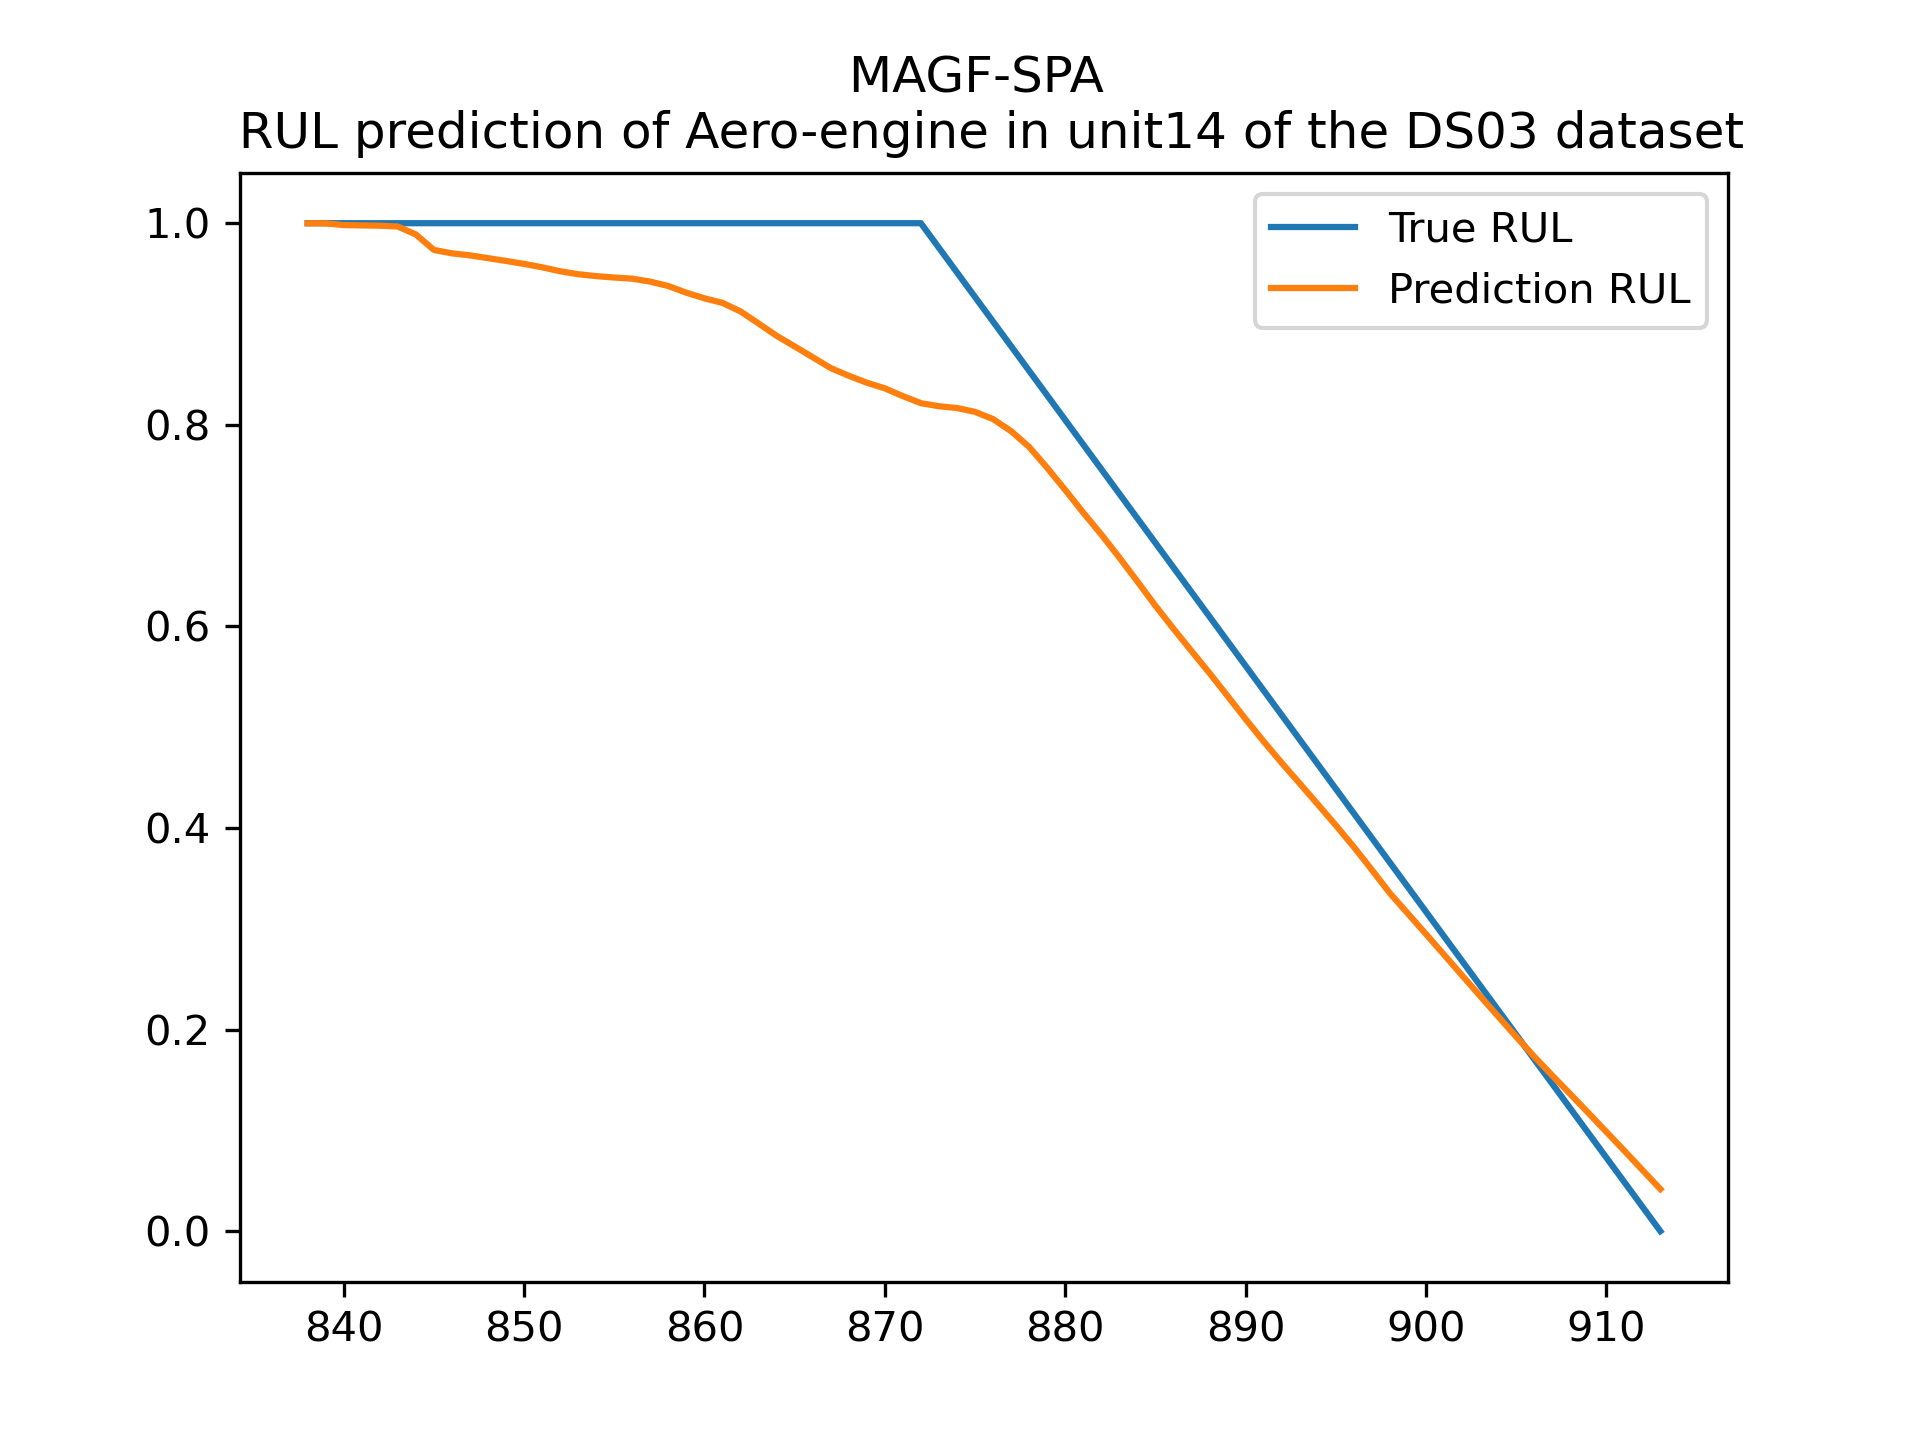 MAGF-SPA
RUL prediction of Aero-engine in unit14 of the DS03 dataset
True RUL
Prediction RUL
1.0
0.8
0.6
0.4
0.2
0.0
840 850 860 870 880 890 900 910